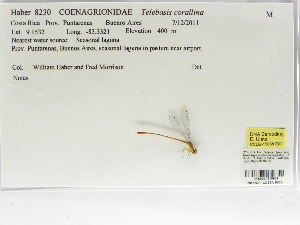 Haber 8230 COENAGRIONIDAE Telebasis corallina M
Costa Rica Prov. Puntarenas Buenos Aires 7/12/2011
Lat 9.1532 Long -83.3321 Elevation 400 m
Nearest water source Seasonal laguna
Prov. Puntarenas, Buenos Aires, seasonal laguna in pasture near airport,
Col. William Haber and Fred Morrison Det.
Notes
DNA Barcoding